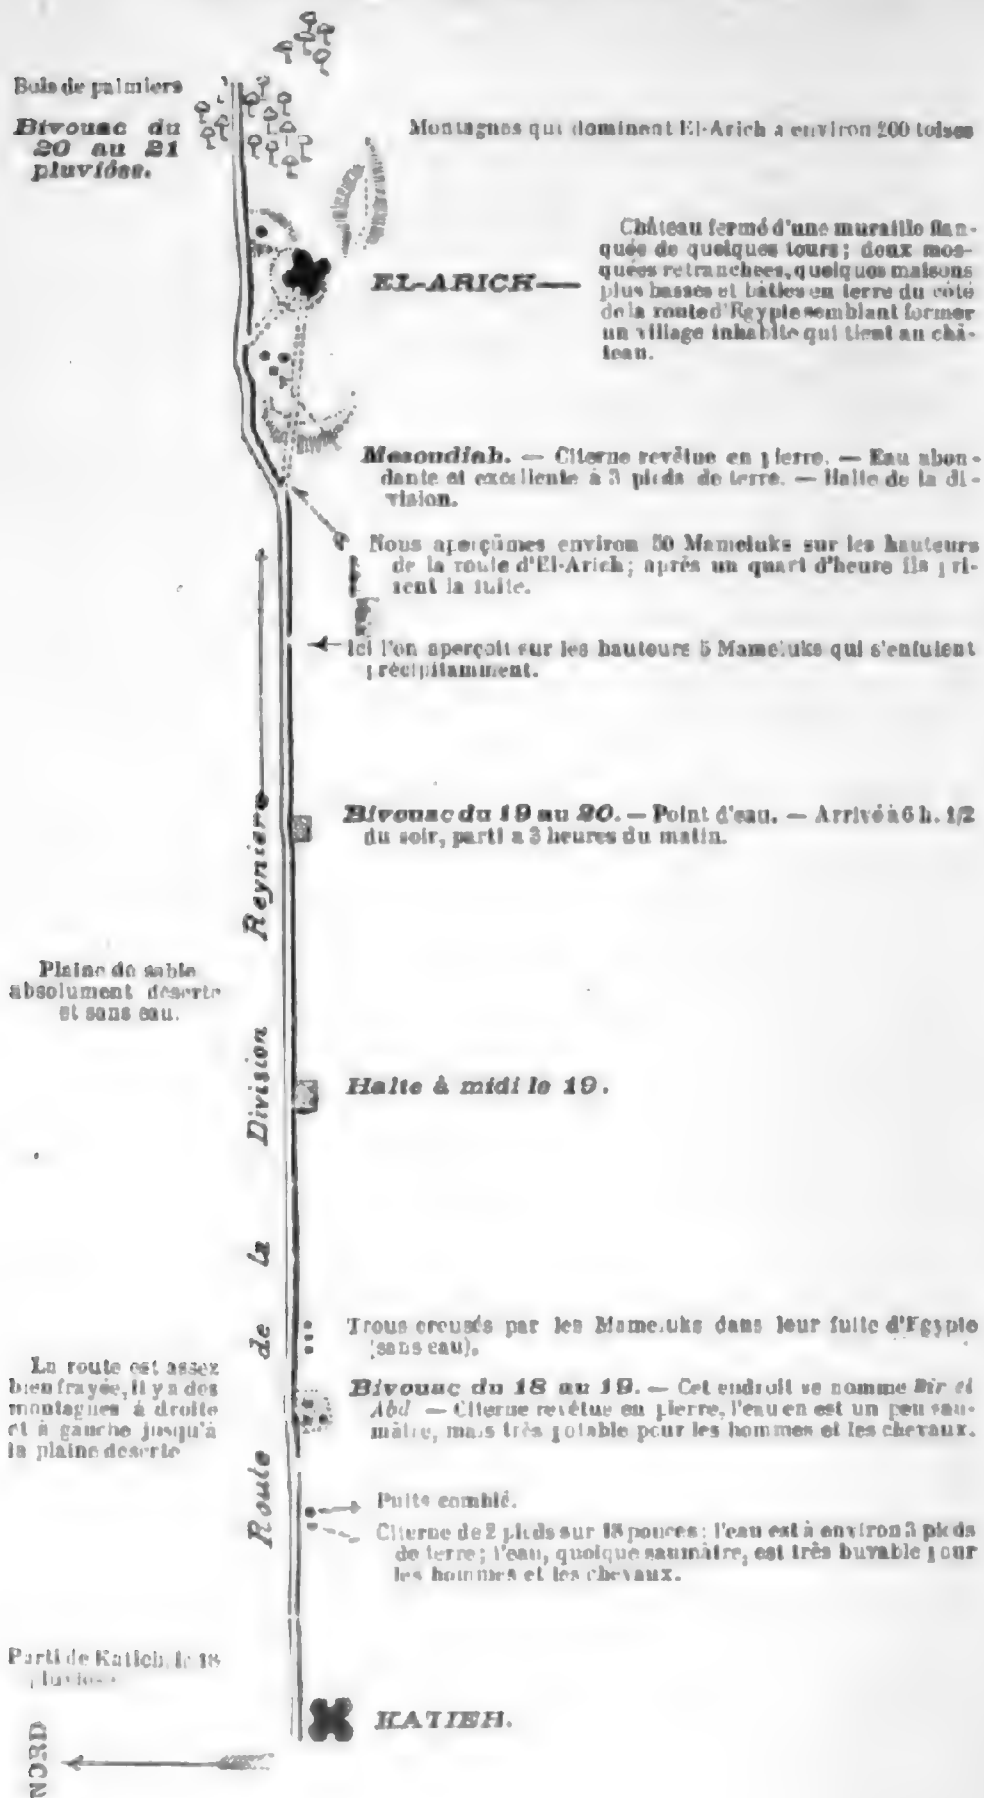 Bois de palmiers
Bivouac du
20 au 21
pluviôse.
Montagnes qui dominent El-Arich a environ 200 toises
Château fermé d'une muraille flan-
quée de quelques tours; deux mos-
quées retranchées, quelques maisons
plus basses et bâties en terre du côté
de la route d'Egypte semblant former
un village inhabité qui tient au châ-
teau.
EL-ARICH—
Mesoudiah. — Citerne revêtue en pierre. — Eau abon-
dante et excellente à 3 pieds de terre. — Halte de la di-
vision.
Nous aperçûmes environ 50 Mameluks sur les hauteurs
de la route d'El-Arich; après un quart d'heure ils pri-
rent la fuite.
Ici l'on aperçoit sur les hauteurs 5 Mameluks qui s'enfuient
précipitamment.
Bivouac du 19 au 20. — Point d'eau. — Arrivé à 6 h. 1/2
du soir, parti a 3 heures du matin.
Plaine de sable
absolument deserte
et sans eau.
Halte à midi le 19.
Trous creusés par les Mameluks dans leur fuite d'Egypte
(sans eau).
La route est assez
bien frayée, il y a des
montagnes à droite
et à gauche jusqu'à
la plaine deserte
Bivouac du 18 au 19. — Cet endroit se nomme Bir el
Abd — Citerne revêtue en pierre, l'eau en est un peu sau-
mâtre, mais très potable pour les hommes et les chevaux.
Puits comblé.
Citerne de 2 pieds sur 18 pouces; l'eau est à environ 3 pieds
de terre; l'eau, quoique saumâtre, est très buvable pour
les hommes et les chevaux.
Route de la Division Reyniere
Parti de Katieh, le 18
pluviose
KATIEH.
NORD